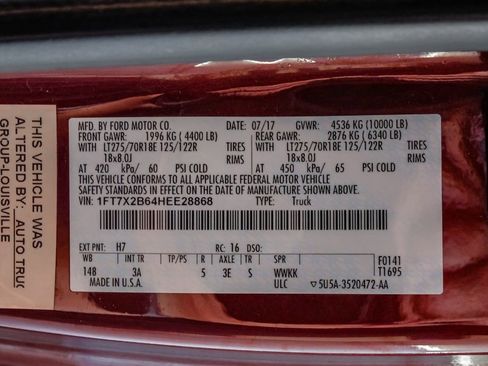 THIS VEHICLE WAS
ALTERED BY: AUTO TRUC
GROUP-LOUISVILLE
MFD. BY FORD MOTOR CO. DATE: 07/17 GVWR: 4536 KG (10000 LB)
FRONT GAWR: 1996 KG (4400 LB) REAR GAWR: 2876 KG (6340 LB)
WITH LT275/70R18E 125/122R TIRES WITH LT275/70R18E 125/122R TIRES
18x8.0J RIMS 18x8.0J RIMS
AT 420 kPa/ 60 PSI COLD AT 450 kPa/ 65 PSI COLD
THIS VEHICLE CONFORMS TO ALL APPLICABLE FEDERAL MOTOR VEHICLE
SAFETY STANDARDS IN EFFECT ON THE DATE OF MANUFACTURE SHOWN ABOVE.
VIN: 1FT7X2B64HEE28868 TYPE: Truck
EXT PNT: H7 RC: 16 DSO: F0141
WB INT TR TP/PS R AXLE TR SPR T1695
148 3A 5 3E S WWKK
MADE IN U.S.A. ULC ▽5U5A-3520472-AA